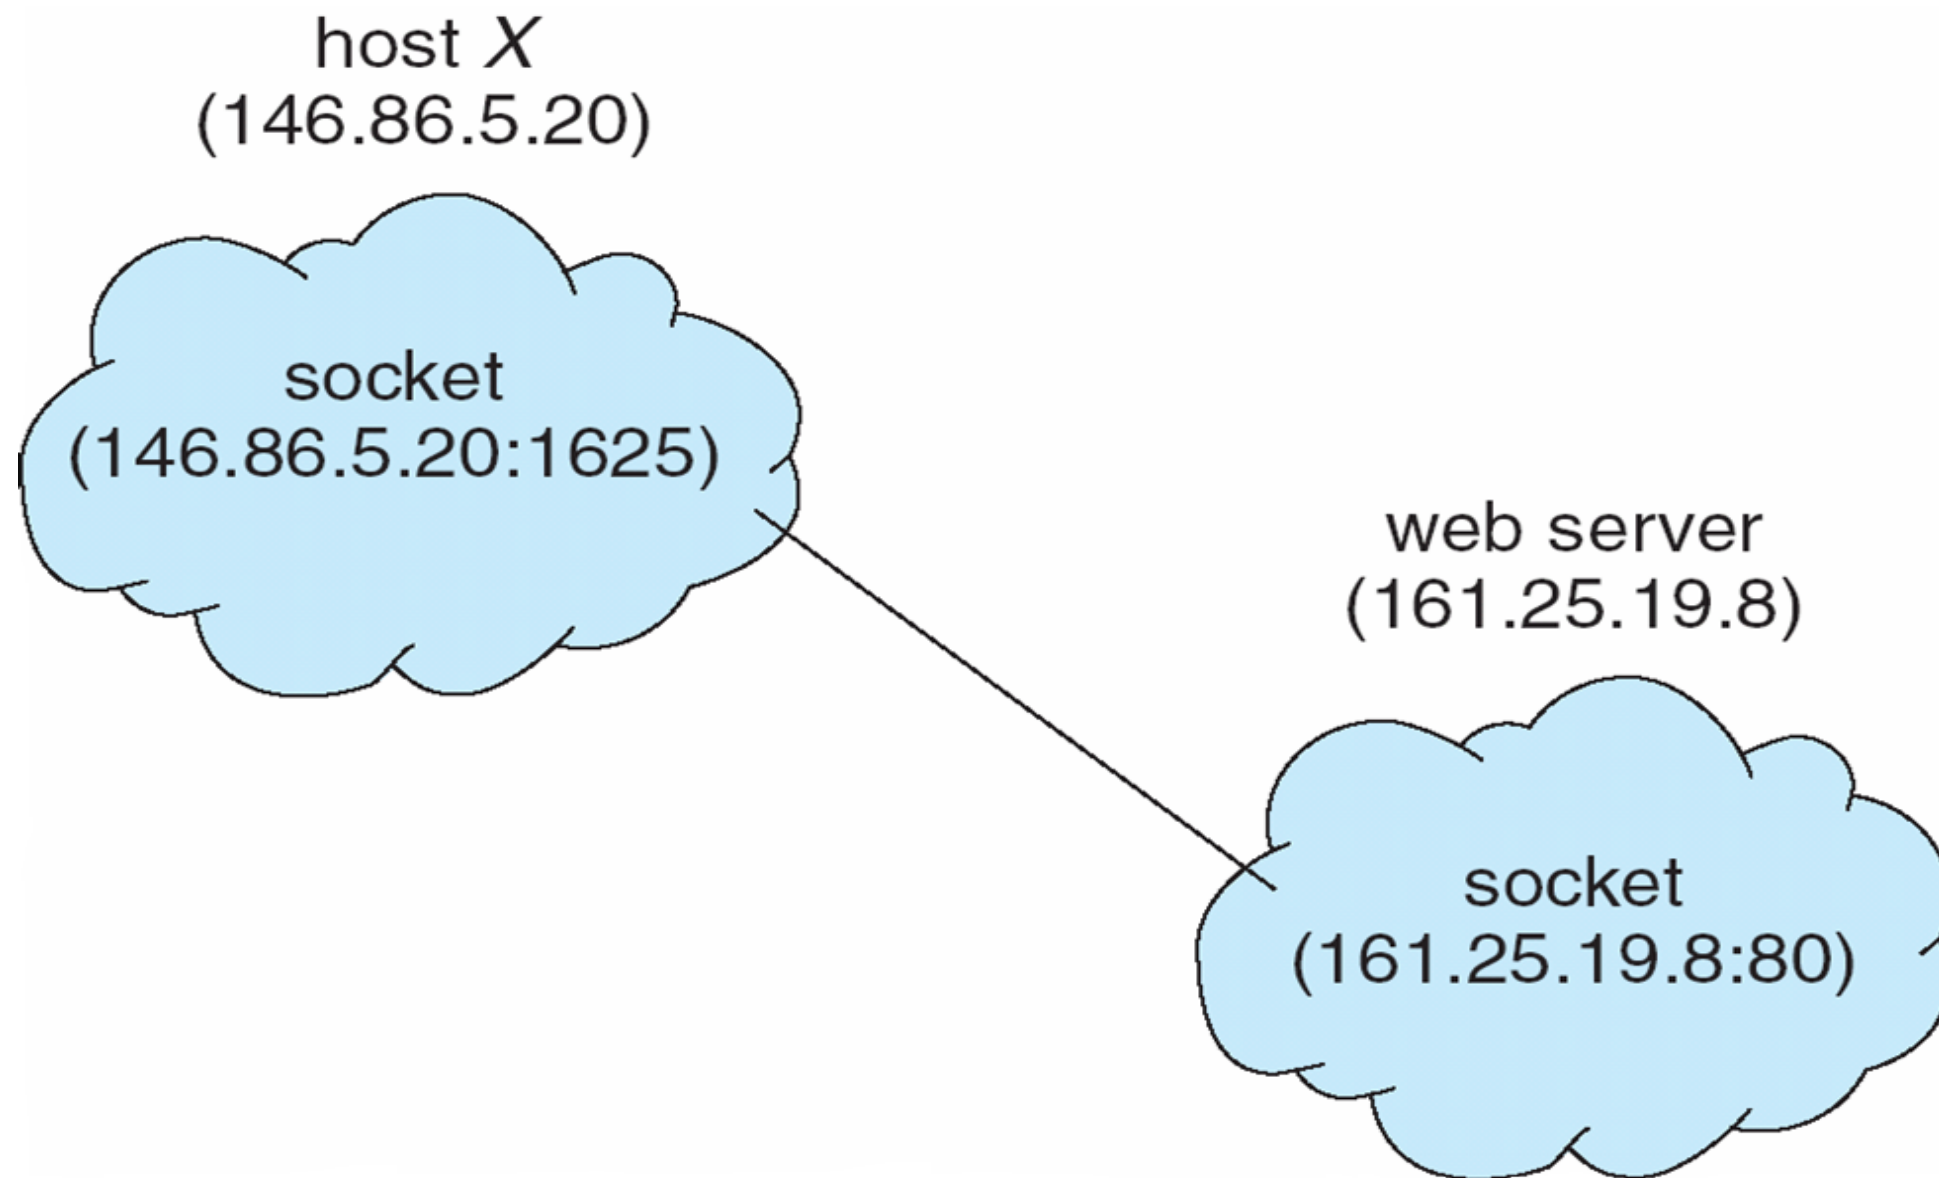 host X
(146.86.5.20)
socket
(146.86.5.20:1625)
web server
(161.25.19.8)
socket
(161.25.19.8:80)